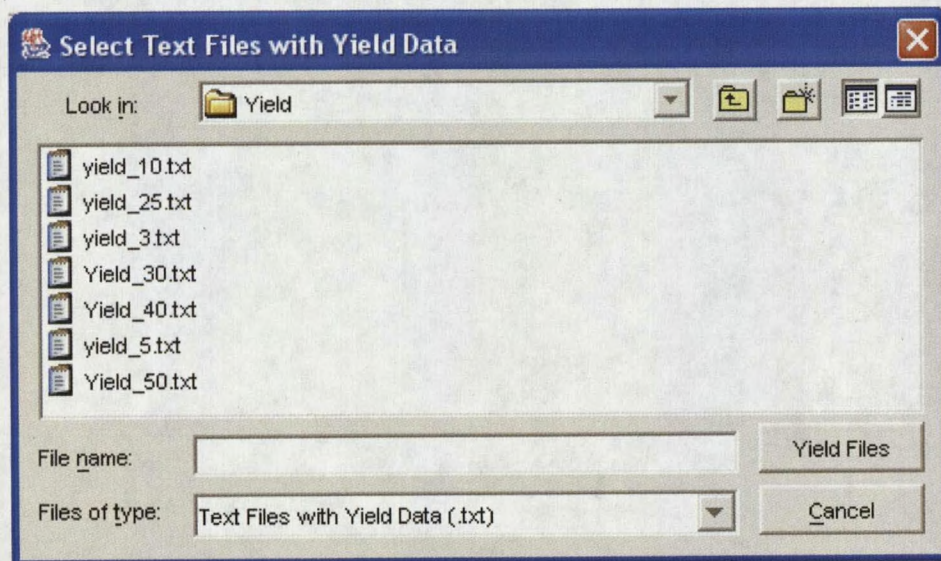 Select Text Files with Yield Data
Look in: Yield
yield_10.txt
yield_25.txt
yield_3.txt
Yield_30.txt
Yield_40.txt
yield_5.txt
Yield_50.txt
File name: Yield Files
Files of type: Text Files with Yield Data (.txt) Cancel